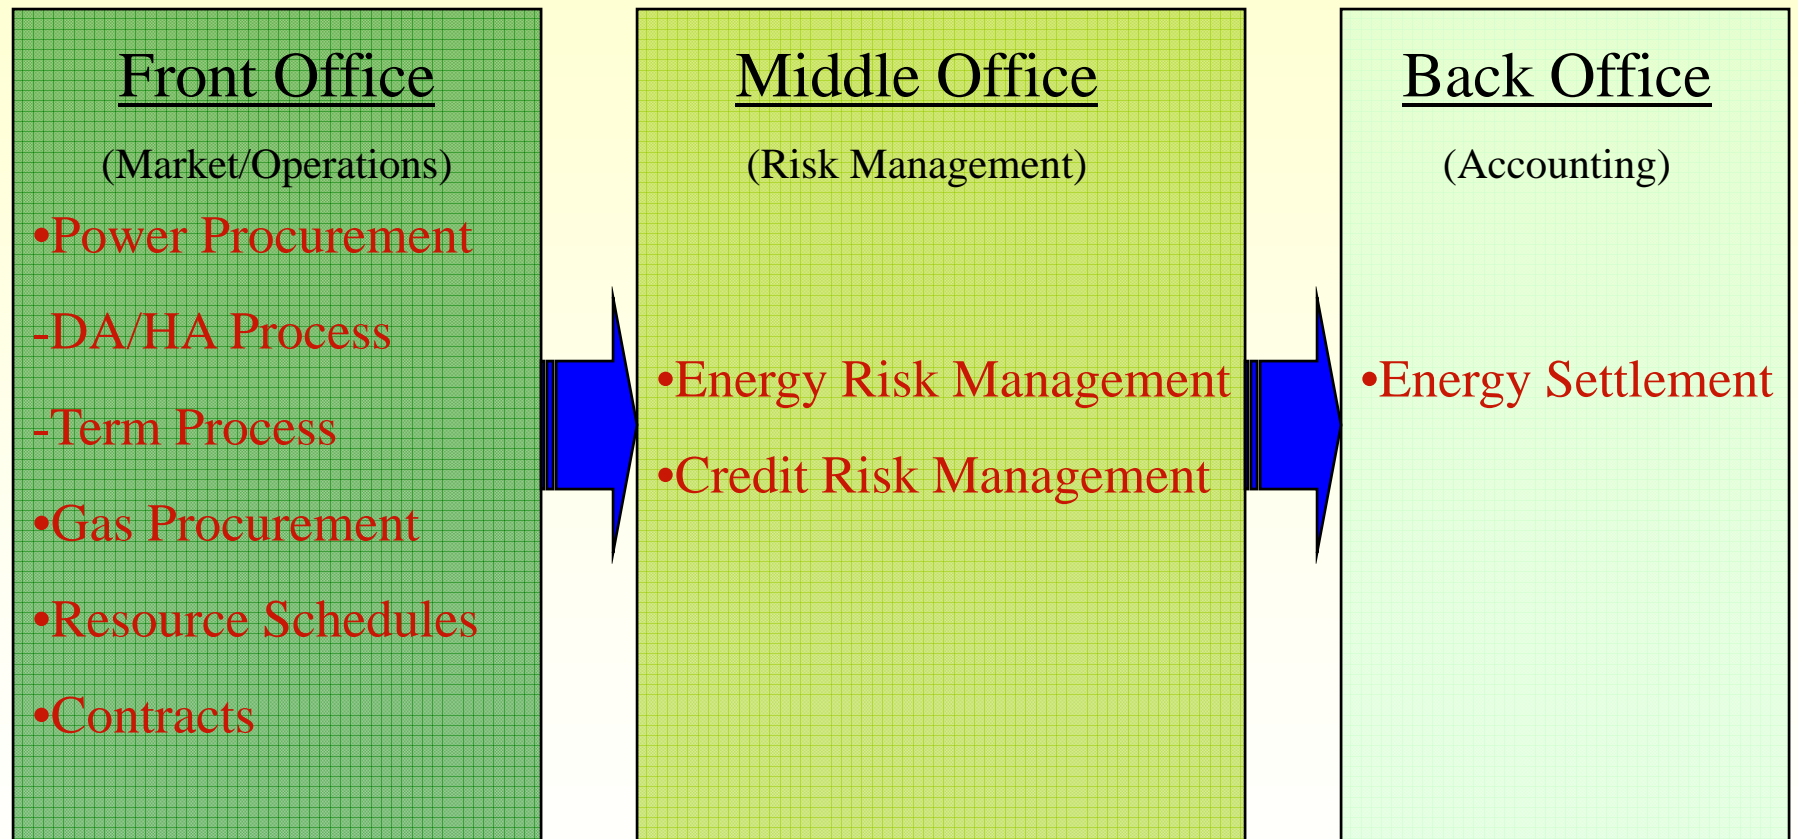 Front Office
(Market/Operations)
•Power Procurement
-DA/HA Process
-Term Process
•Gas Procurement
•Resource Schedules
•Contracts
Middle Office
(Risk Management)
•Energy Risk Management
•Credit Risk Management
Back Office
(Accounting)
•Energy Settlement